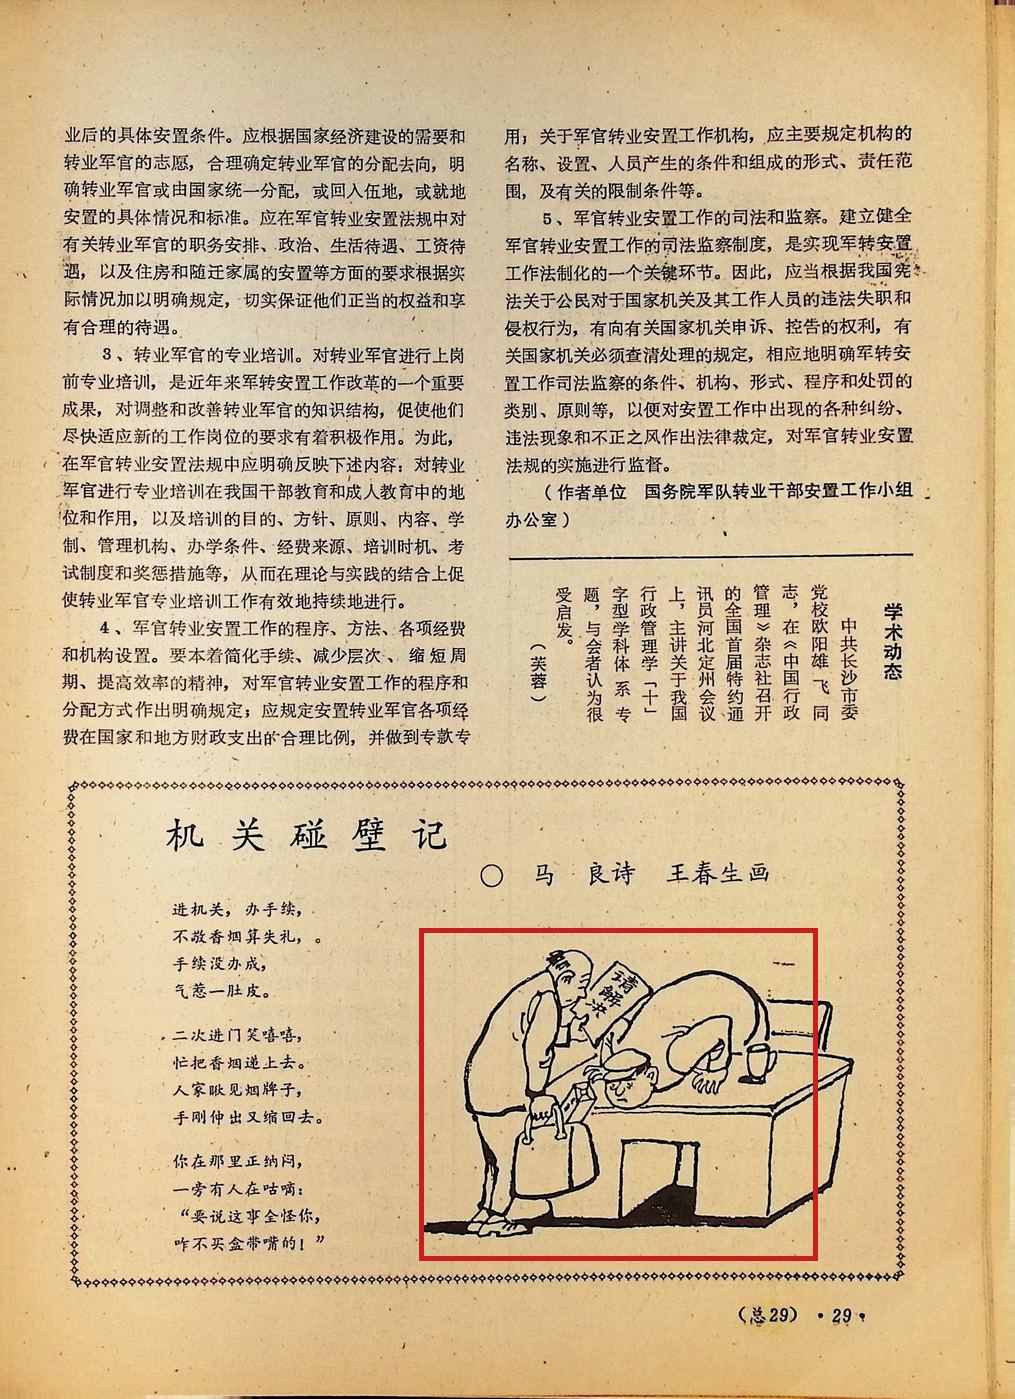 业后的具体安置条件。应根据国家经济建设的需要和
转业军官的志愿，合理确定转业军官的分配去向，明
确转业军官或由国家统一分配，或回入伍地，或就地
安置的具体情况和标准。应在军官转业安置法规中对
有关转业军官的职务安排、政治、生活待遇、工资待
遇，以及住房和随迁家属的安置等方面的要求根据实
际情况加以明确规定，切实保证他们正当的权益和享
有合理的待遇。
3、转业军官的专业培训。对转业军官进行上岗
前专业培训，是近年来军转安置工作改革的一个重要
成果，对调整和改善转业军官的知识结构，促使他们
尽快适应新的工作岗位的要求有着积极作用。为此，
在军官转业安置法规中应明确反映下述内容：对转业
军官进行专业培训在我国干部教育和成人教育中的地
位和作用，以及培训的目的、方针、原则、内容、学
制、管理机构、办学条件、经费来源、培训时机、考
试制度和奖惩措施等，从而在理论与实践的结合上促
使转业军官专业培训工作有效地持续地进行。
4、军官转业安置工作的程序、方法、各项经费
和机构设置。要本着简化手续、减少层次、缩短周
期、提高效率的精神，对军官转业安置工作的程序和
分配方式作出明确规定；应规定安置转业军官各项经
费在国家和地方财政支出的合理比例，并做到专款专
用；关于军官转业安置工作机构，应主要规定机构的
名称、设置、人员产生的条件和组成的形式、责任范
围，及有关的限制条件等。
5、军官转业安置工作的司法和监察。建立健全
军官转业安置工作的司法监察制度，是实现军转安置
工作法制化的一个关键环节。因此，应当根据我国宪
法关于公民对于国家机关及其工作人员的违法失职和
侵权行为，有向有关国家机关申诉、控告的权利，有
关国家机关必须查清处理的规定，相应地明确军转安
置工作司法监察的条件、机构、形式、程序和处罚的
类别、原则等，以便对安置工作中出现的各种纠纷、
违法现象和不正之风作出法律裁定，对军官转业安置
法规的实施进行监督。
（作者单位　国务院军队转业干部安置工作小组
办公室）
学术动态
中共长沙市委
党校欧阳雄飞同
志，在《中国行政
管理》杂志社召开
的全国首届特约通
讯员河北定州会议
上，主讲关于我国
行政管理学「十」
字型学科体系专
题，与会者认为很
受启发。
（芙蓉）
机关碰壁记
○　马　良诗　王春生画
进机关，办手续，
不敬香烟算失礼，。
手续没办成，
气惹一肚皮。
二次进门笑嘻嘻，
忙把香烟递上去。
人家瞅见烟牌子，
手刚伸出又缩回去。
你在那里正纳闷，
一旁有人在咕嘀：
“要说这事全怪你，
咋不买盒带嘴的！”
请解决
（总29）·29·